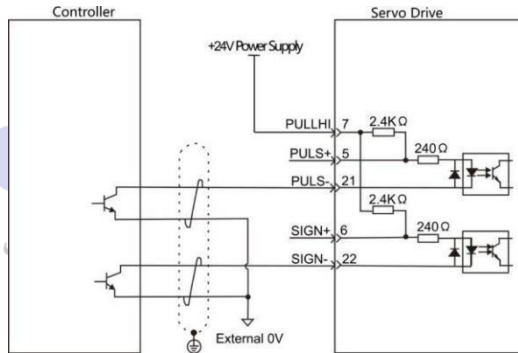 Controller
Servo Drive
+24V Power Supply
PULLHI 7
2.4KΩ
PULS+ 5
240Ω
PULS- 21
2.4KΩ
SIGN+ 6
240Ω
SIGN- 22
External 0V